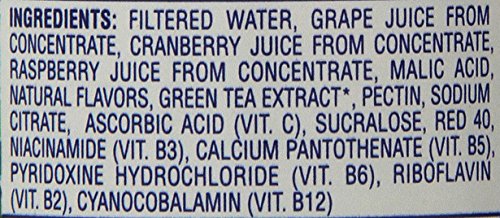 INGREDIENTS: FILTERED WATER, GRAPE JUICE FROM
CONCENTRATE, CRANBERRY JUICE FROM CONCENTRATE,
RASPBERRY JUICE FROM CONCENTRATE, MALIC ACID,
NATURAL FLAVORS, GREEN TEA EXTRACT*, PECTIN, SODIUM
CITRATE, ASCORBIC ACID (VIT. C), SUCRALOSE, RED 40,
NIACINAMIDE (VIT. B3), CALCIUM PANTOTHENATE (VIT. B5),
PYRIDOXINE HYDROCHLORIDE (VIT. B6), RIBOFLAVIN
(VIT. B2), CYANOCOBALAMIN (VIT. B12)